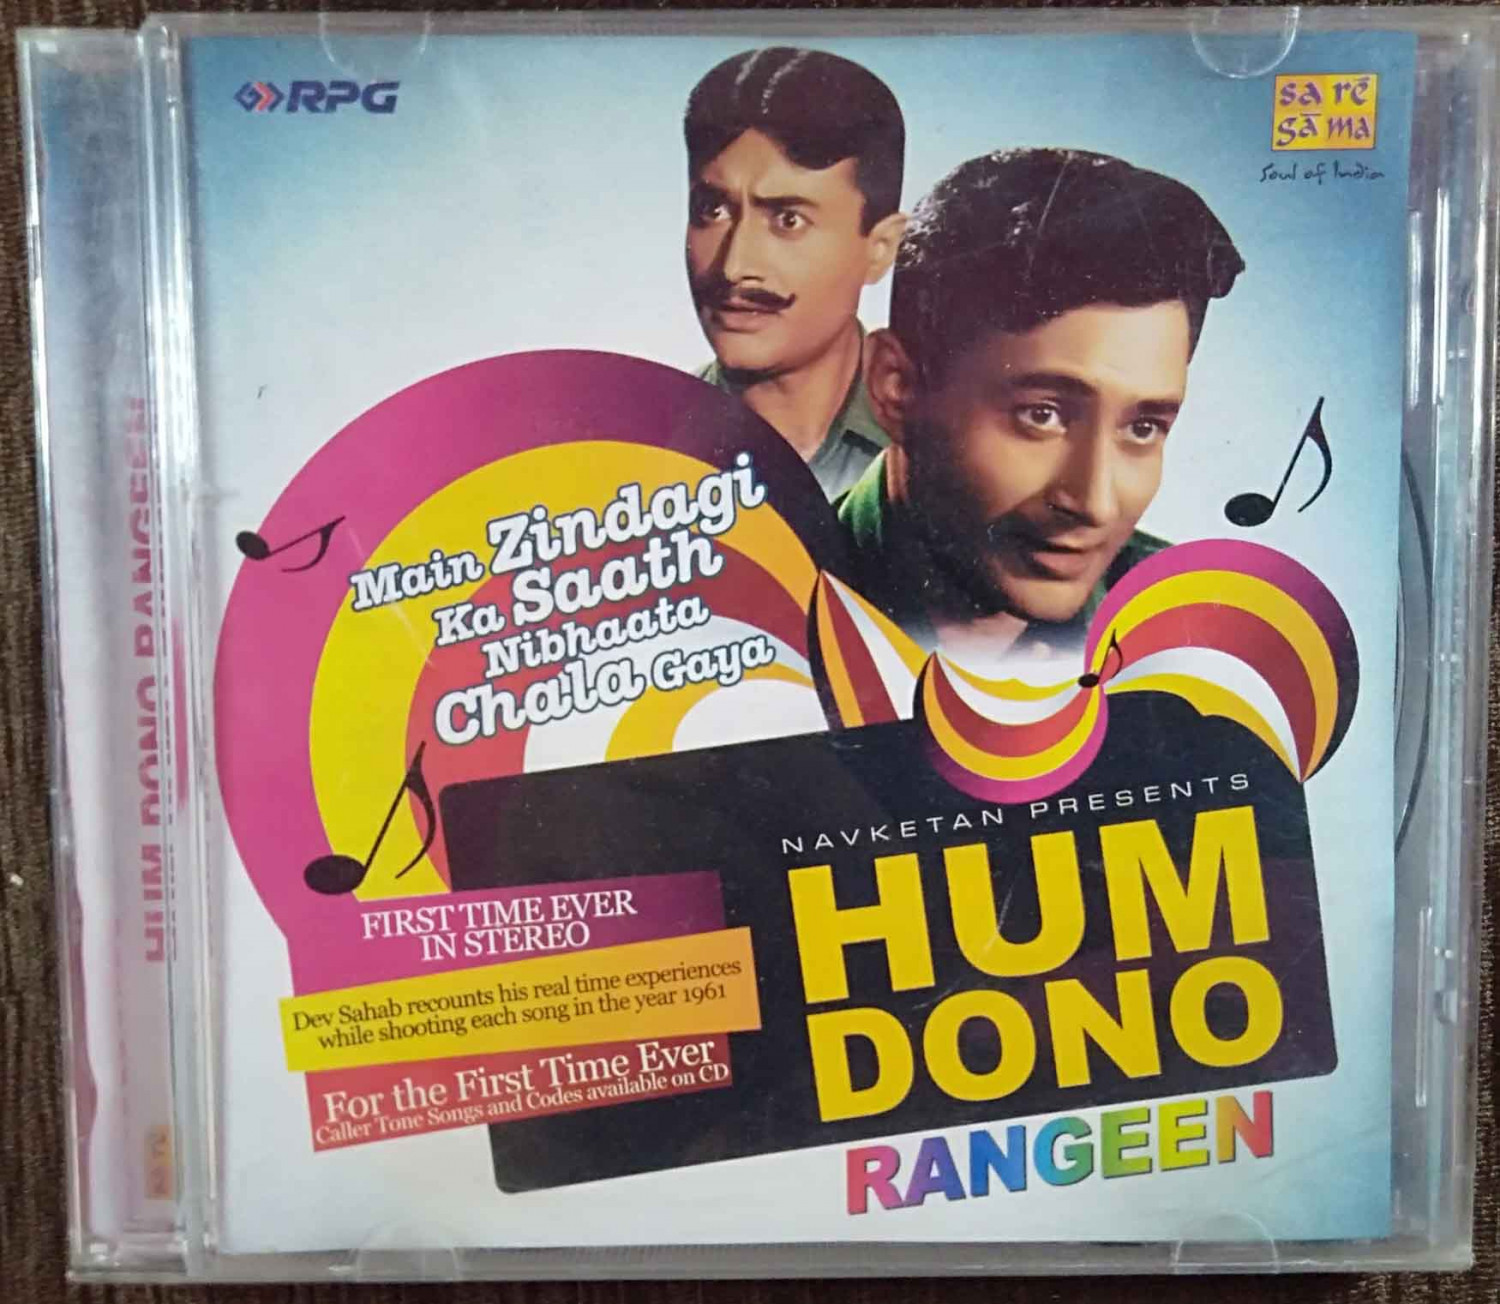 RPG
sa rē
gā ma
Soul of India
Main Zindagi
Ka Saath
Nibhaata
Chala Gaya
NAVKETAN PRESENTS
HUM
DONO
RANGEEN
FIRST TIME EVER
IN STEREO
Dev Sahab recounts his real time experiences
while shooting each song in the year 1961
For the First Time Ever
Caller Tone Songs and Codes available on CD
HUM DONO RANGEEN